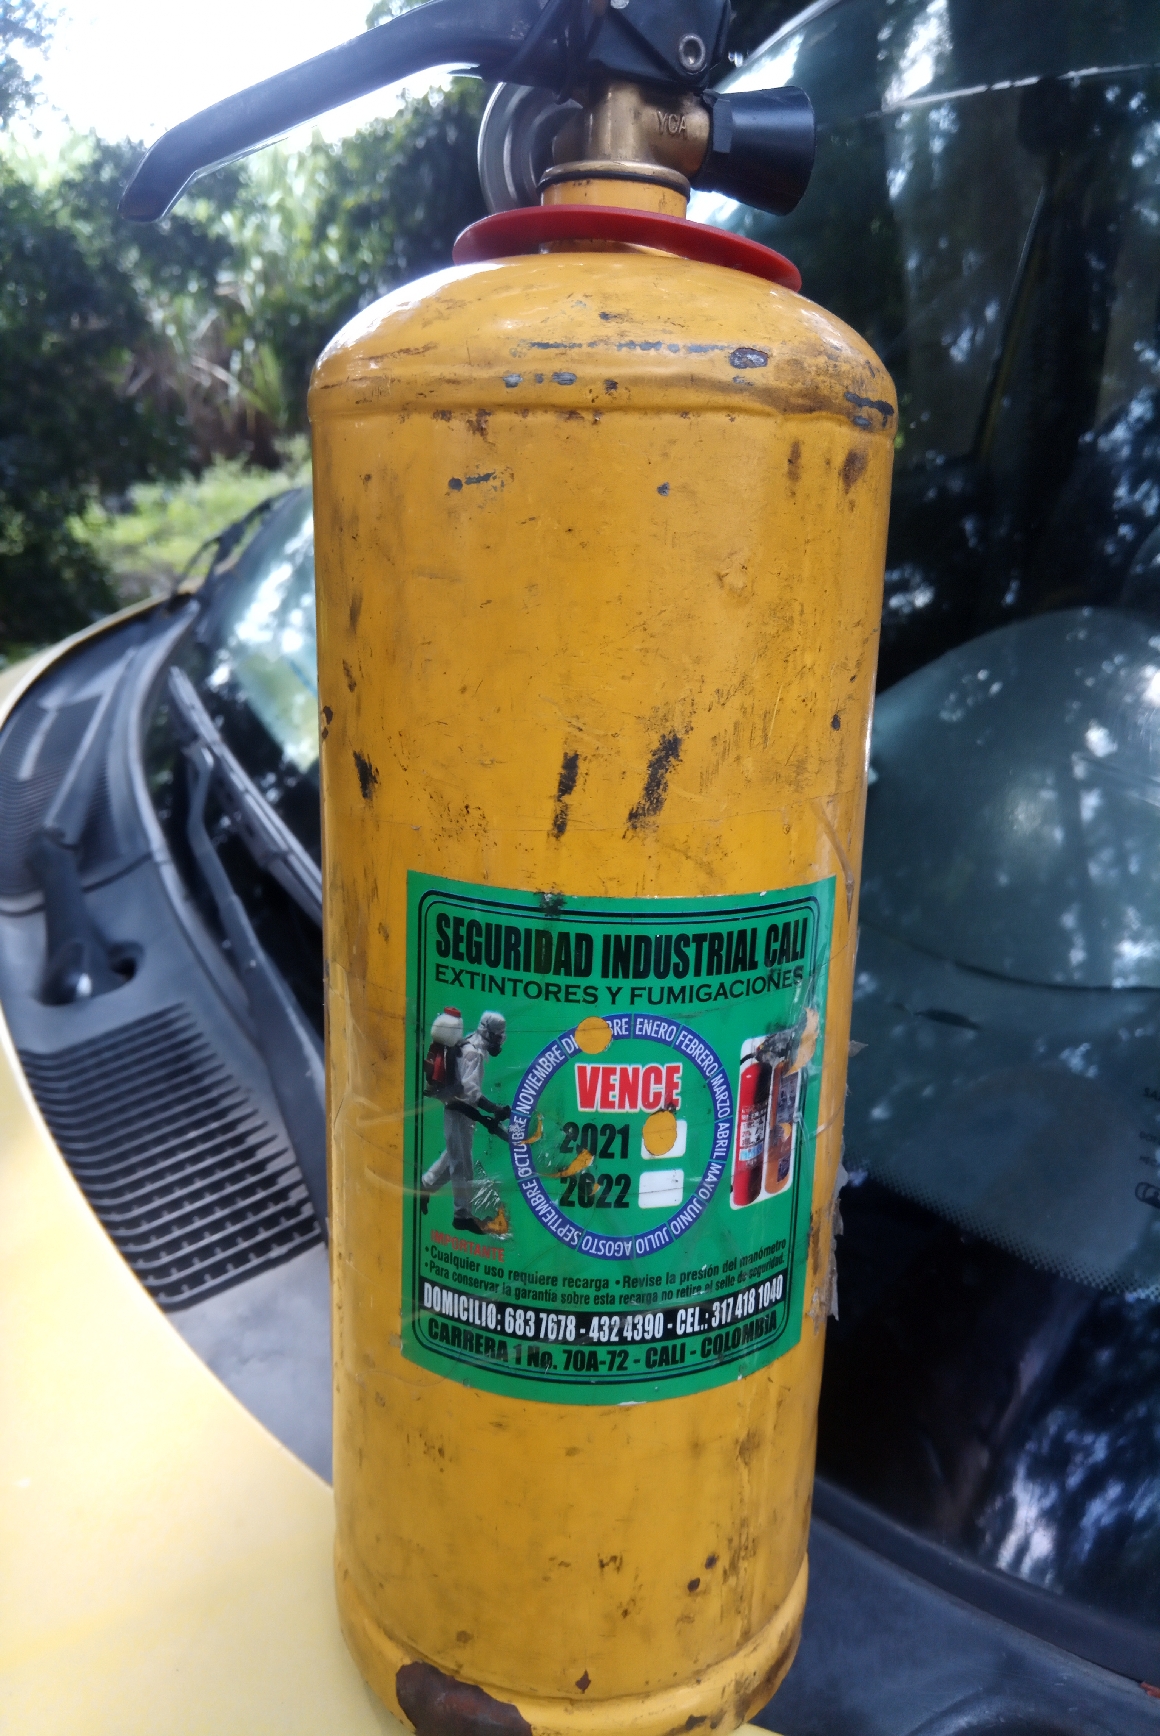 YCA
SEGURIDAD INDUSTRIAL CALI
EXTINTORES Y FUMIGACIONES
ENERO
FEBRERO
MARZO
ABRIL
MAYO
JUNIO
JULIO
AGOSTO
SEPTIEMBRE
OCTUBRE
NOVIEMBRE
VENCE
2021
2022
IMPORTANTE
•Cualquier uso requiere recarga • Revise la presión del manómetro
•Para conservar la garantía sobre esta recarga no retire el sello de seguridad.
DOMICILIO: 683 7678 - 432 4390 - CEL.: 317 418 1040
CARRERA 1 No. 70A-72 - CALI - COLOMBIA